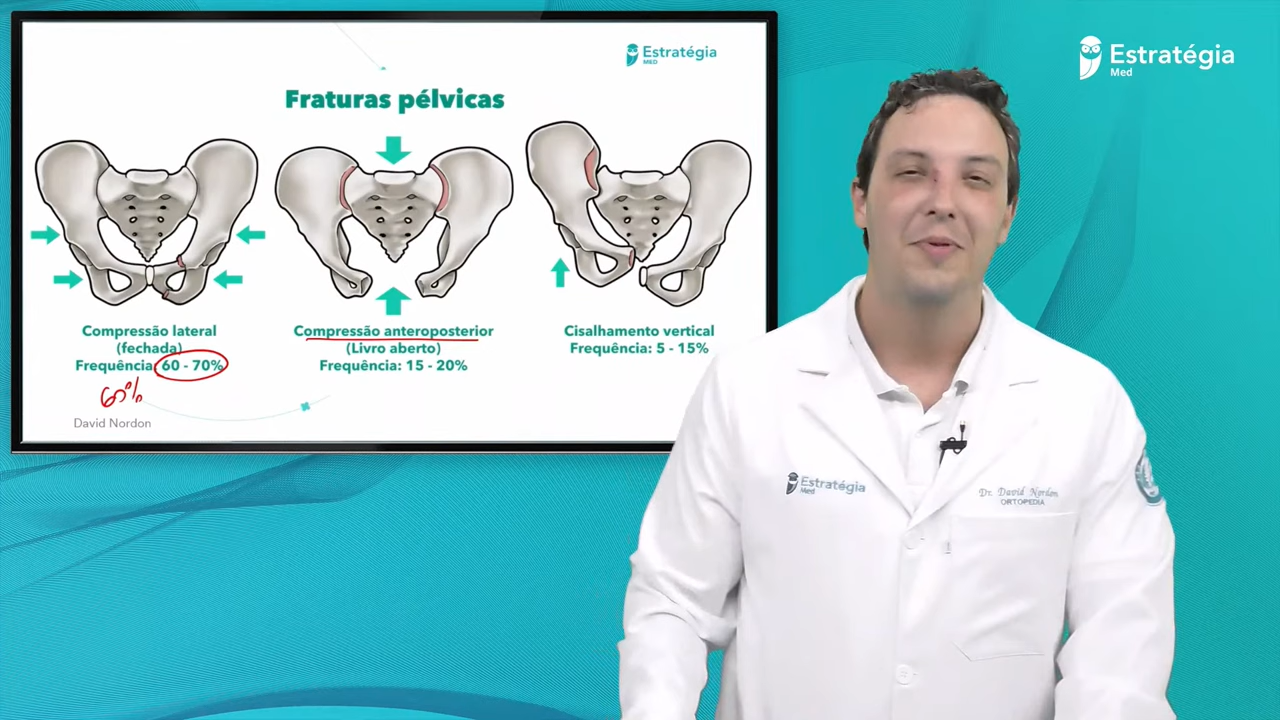 Estratégia
MED
Fraturas pélvicas
Compressão lateral
(fechada)
Frequência: 60 - 70%
60%
Compressão anteroposterior
(Livro aberto)
Frequência: 15 - 20%
Cisalhamento vertical
Frequência: 5 - 15%
David Nordon
Estratégia
Med
Estratégia
Med
Dr. David Nordon
ORTOPEDIA